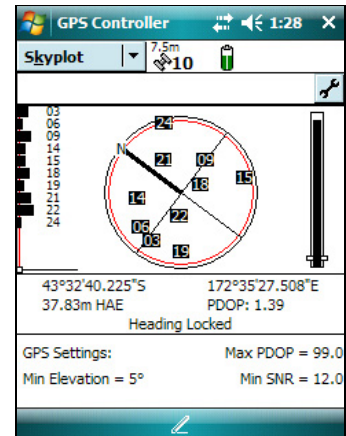 GPS Controller 1:28
Skyplot 7.5m 10
03
06
09
14
15
18
19
21
22
24
24
N
21 09
18 15
14
22
06
03
19
43°32'40.225"S 172°35'27.508"E
37.83m HAE PDOP: 1.39
Heading Locked
GPS Settings: Max PDOP = 99.0
Min Elevation = 5° Min SNR = 12.0